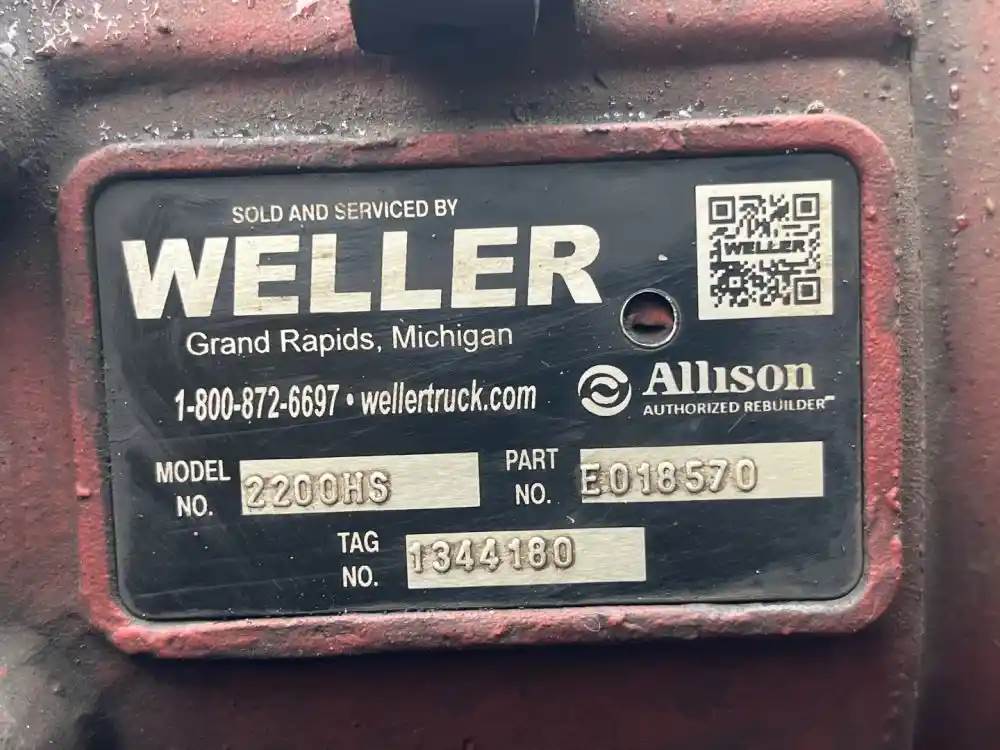 SOLD AND SERVICED BY
WELLER
WELLER
Grand Rapids, Michigan
1-800-872-6697 • wellertruck.com
Allison
AUTHORIZED REBUILDER
MODEL NO. 2200HS
PART NO. E018570
TAG NO. 1344180